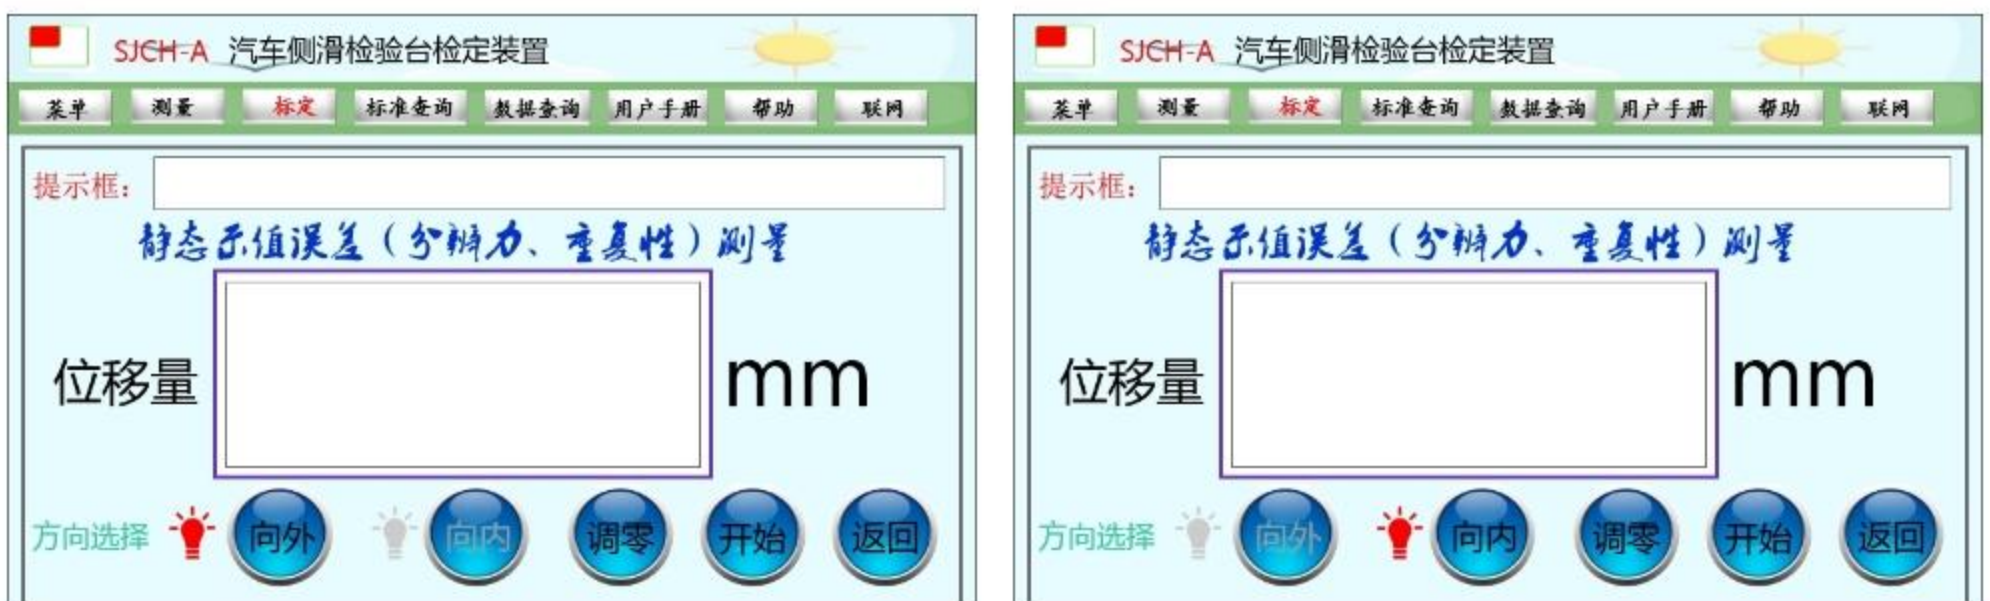 SJCH-A 汽车侧滑检验台检定装置
菜单 测量 标定 标准查询 数据查询 用户手册 帮助 联网
提示框：
静态示值误差（分辨力、重复性）测量
位移量 mm
方向选择 向外 向内 调零 开始 返回
SJCH-A 汽车侧滑检验台检定装置
菜单 测量 标定 标准查询 数据查询 用户手册 帮助 联网
提示框：
静态示值误差（分辨力、重复性）测量
位移量 mm
方向选择 向外 向内 调零 开始 返回